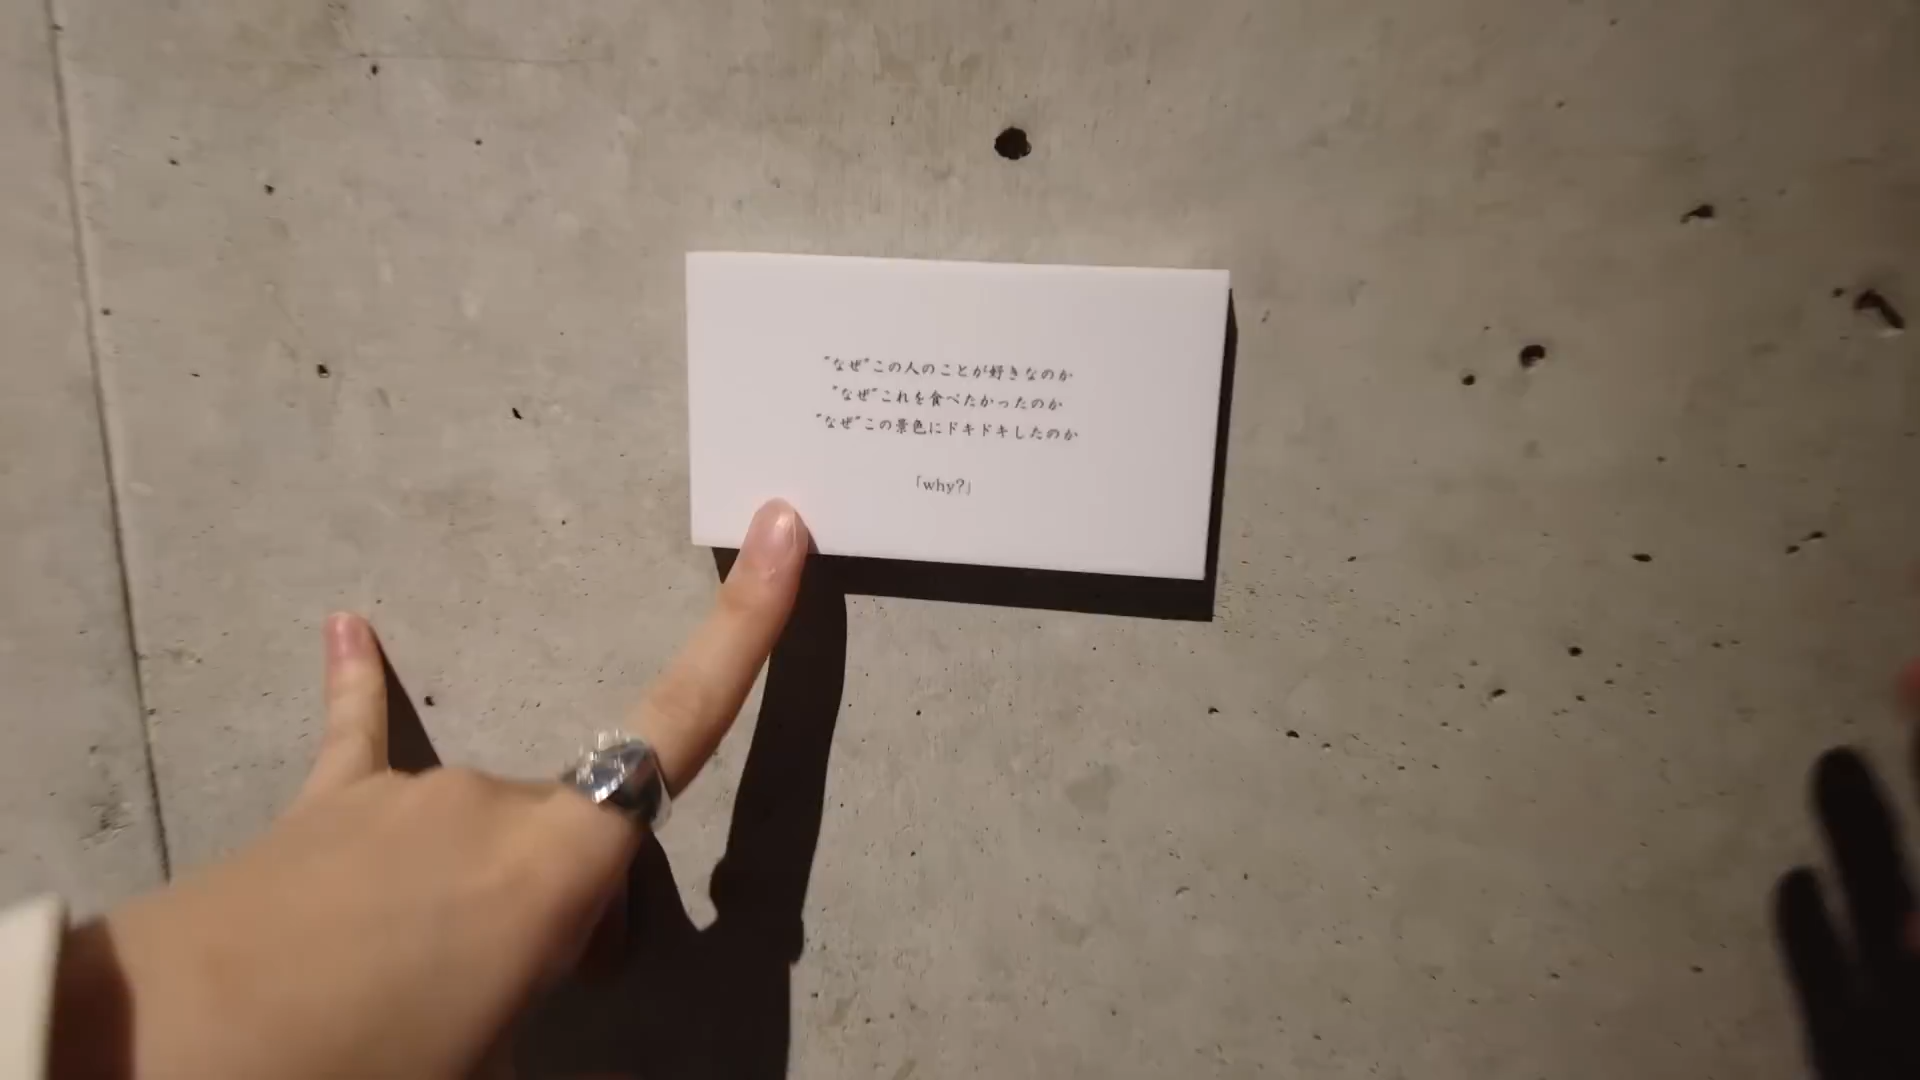 "なぜ"この人のことが好きなのか
"なぜ"これを食べたかったのか
"なぜ"この景色にドキドキしたのか
「why?」